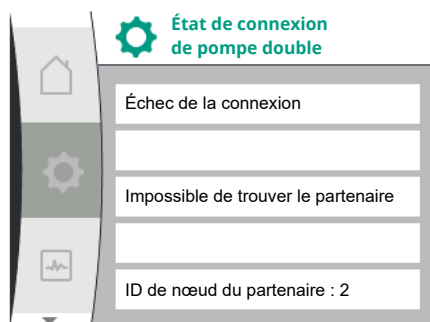 État de connexion
de pompe double
Échec de la connexion
Impossible de trouver le partenaire
ID de nœud du partenaire : 2